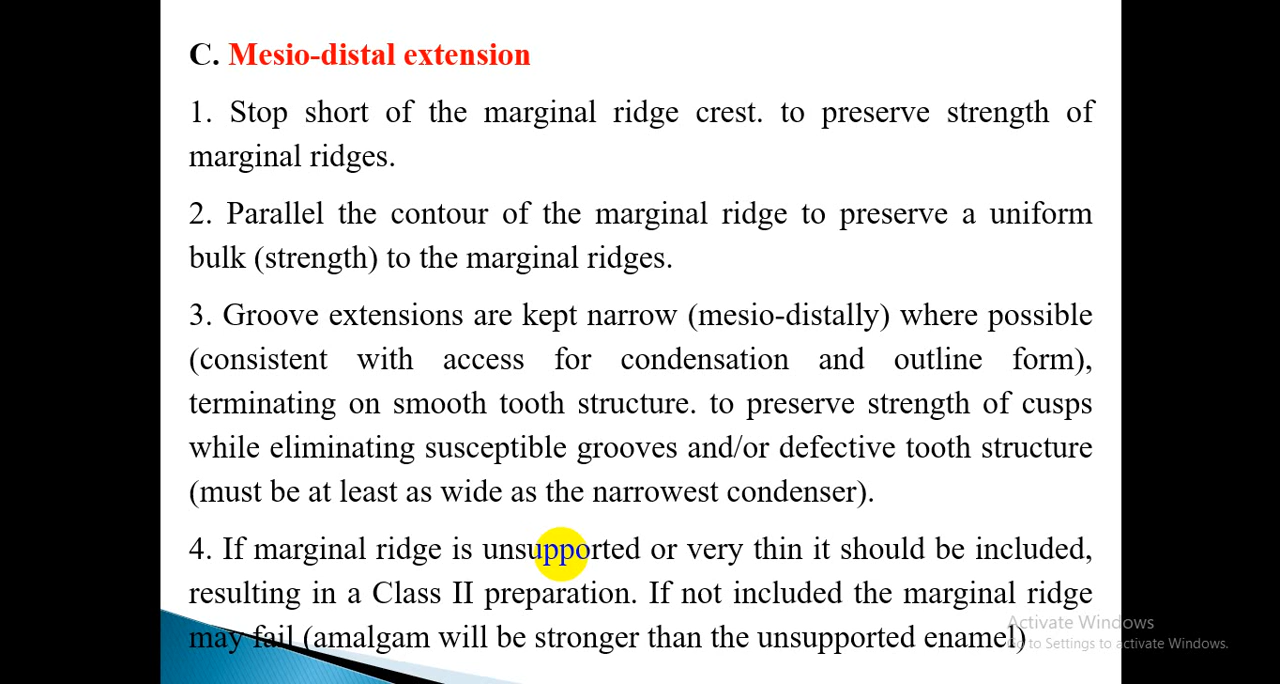 C. Mesio-distal extension
1. Stop short of the marginal ridge crest. to preserve strength of
marginal ridges.
2. Parallel the contour of the marginal ridge to preserve a uniform
bulk (strength) to the marginal ridges.
3. Groove extensions are kept narrow (mesio-distally) where possible
(consistent with access for condensation and outline form),
terminating on smooth tooth structure. to preserve strength of cusps
while eliminating susceptible grooves and/or defective tooth structure
(must be at least as wide as the narrowest condenser).
4. If marginal ridge is unsupported or very thin it should be included,
resulting in a Class II preparation. If not included the marginal ridge
may fail (amalgam will be stronger than the unsupported enamel)
Activate Windows
Go to Settings to activate Windows.